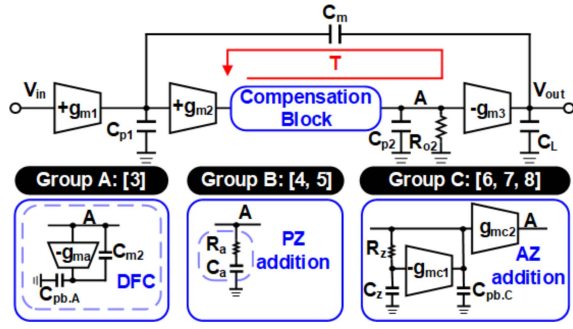 Cm
T
Vin
+gm1
Cp1
+gm2
Compensation
Block
A
Cp2
Ro2
-gm3
Vout
CL
Group A: [3]
Group B: [4, 5]
Group C: [6, 7, 8]
A
-gma
Cm2
DFC
Cpb.A
A
Ra
Ca
PZ
addition
gmc2
A
Rz
-gmc1
AZ
addition
Cz
Cpb.C